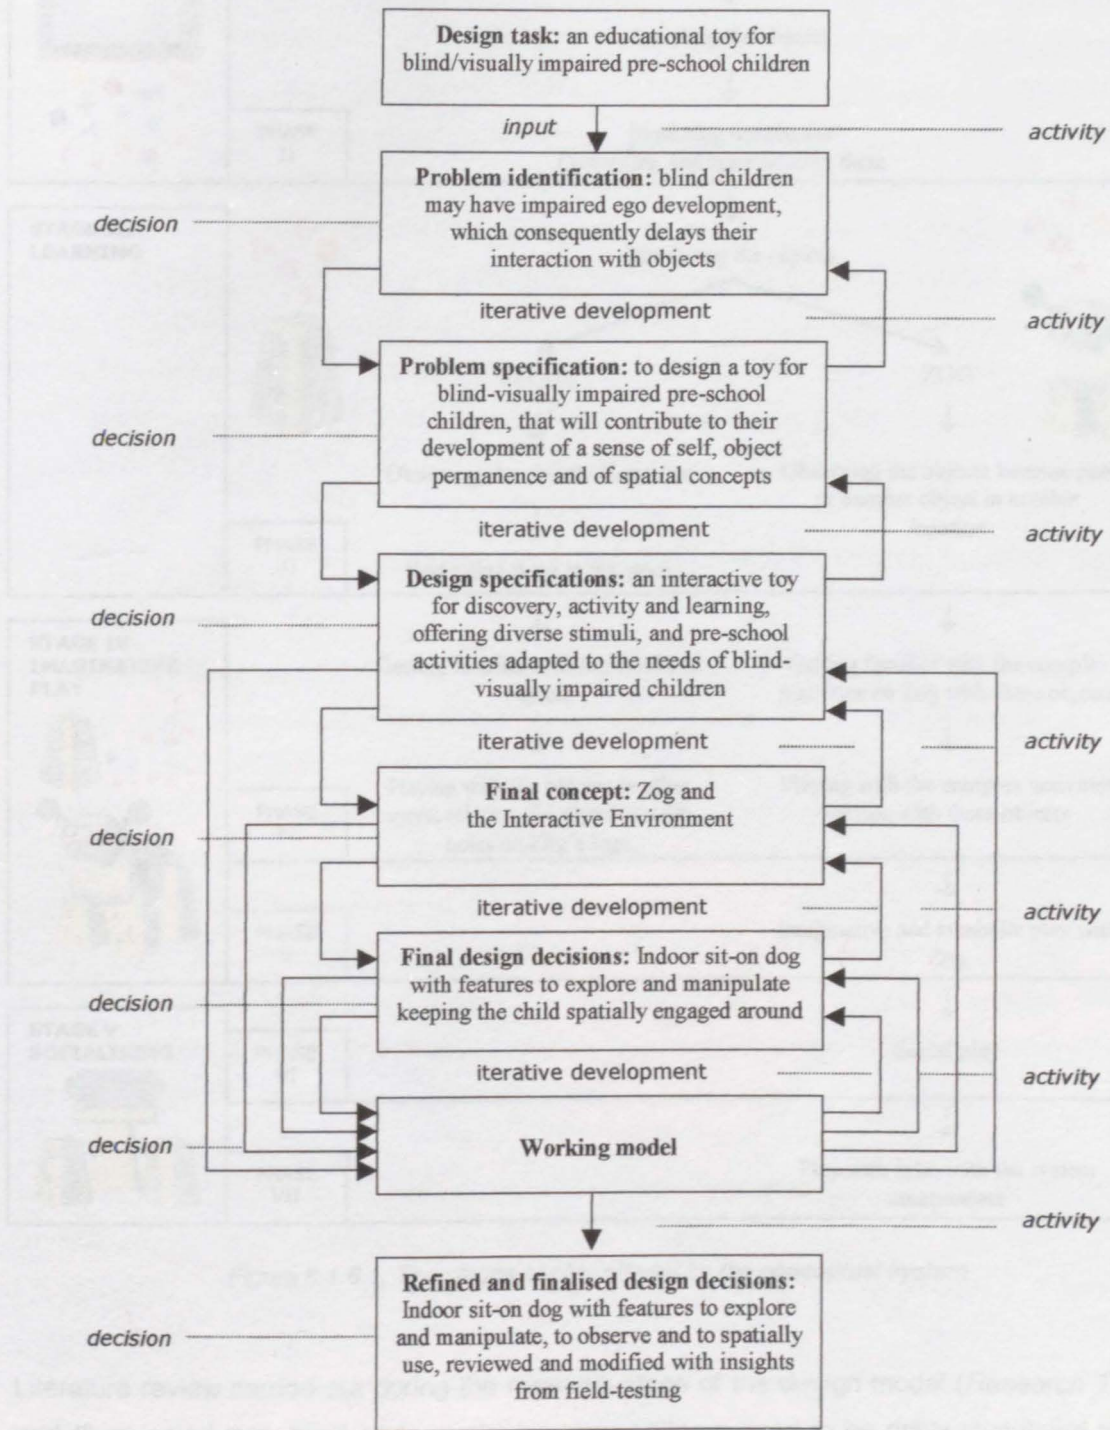 Design task: an educational toy for
blind/visually impaired pre-school children
input
activity
Problem identification: blind children
may have impaired ego development,
which consequently delays their
interaction with objects
decision
iterative development
activity
Problem specification: to design a toy for
blind-visually impaired pre-school
children, that will contribute to their
development of a sense of self, object
permanence and of spatial concepts
decision
iterative development
activity
Design specifications: an interactive toy
for discovery, activity and learning,
offering diverse stimuli, and pre-school
activities adapted to the needs of blind-
visually impaired children
decision
iterative development
activity
Final concept: Zog and
the Interactive Environment
decision
iterative development
activity
Final design decisions: Indoor sit-on dog
with features to explore and manipulate
keeping the child spatially engaged around
decision
iterative development
activity
Working model
decision
activity
Refined and finalised design decisions:
Indoor sit-on dog with features to explore
and manipulate, to observe and to spatially
use, reviewed and modified with insights
from field-testing
decision